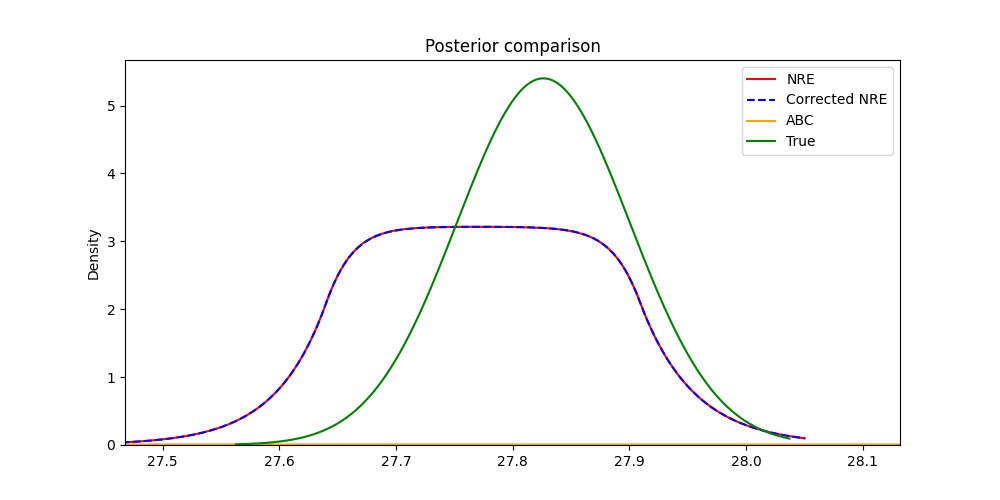 Posterior comparison
NRE
Corrected NRE
ABC
True
Density
5
4
3
2
1
0
27.5 27.6 27.7 27.8 27.9 28.0 28.1